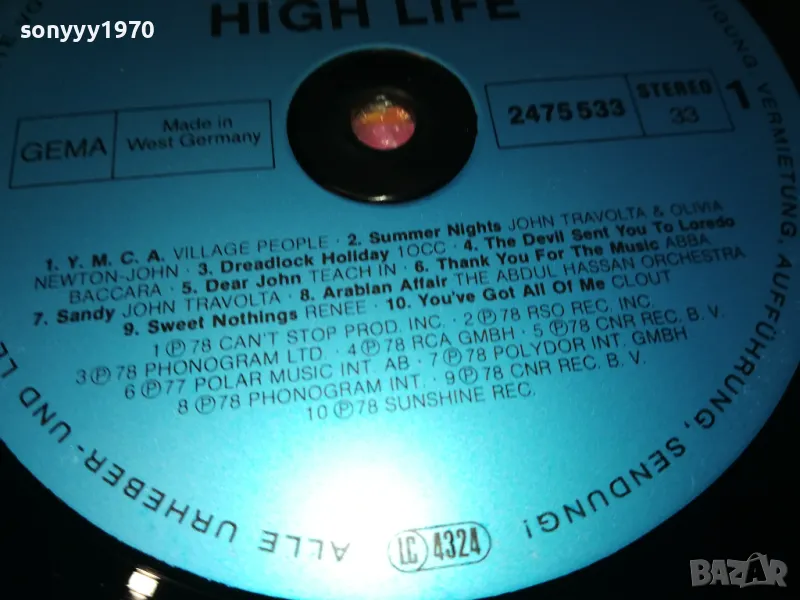 sonyyy1970
HIGH LIFE
GEMA
Made in
West Germany
2475 533
STEREO
33
1
1. Y. M. C. A. VILLAGE PEOPLE · 2. Summer Nights JOHN TRAVOLTA & OLIVIA
NEWTON-JOHN · 3. Dreadlock Holiday 10CC · 4. The Devil Sent You To Loredo
BACCARA · 5. Dear John TEACH IN · 6. Thank You For The Music ABBA
7. Sandy JOHN TRAVOLTA · 8. Arabian Affair THE ABDUL HASSAN ORCHESTRA
9. Sweet Nothings RENEE · 10. You've Got All Of Me CLOUT
1 ℗ 78 CAN'T STOP PROD. INC. · 2 ℗ 78 RSO REC. INC.
3 ℗ 78 PHONOGRAM LTD. · 4 ℗ 78 RCA GMBH · 5 ℗ 78 CNR REC. B. V.
6 ℗ 77 POLAR MUSIC INT. AB · 7 ℗ 78 POLYDOR INT. GMBH
8 ℗ 78 PHONOGRAM INT. · 9 ℗ 78 CNR REC. B. V.
10 ℗ 78 SUNSHINE REC.
ALLE URHEBER- UND
VERMIETUNG, AUFFÜHRUNG, SENDUNG!
LC 4324
BAZAR